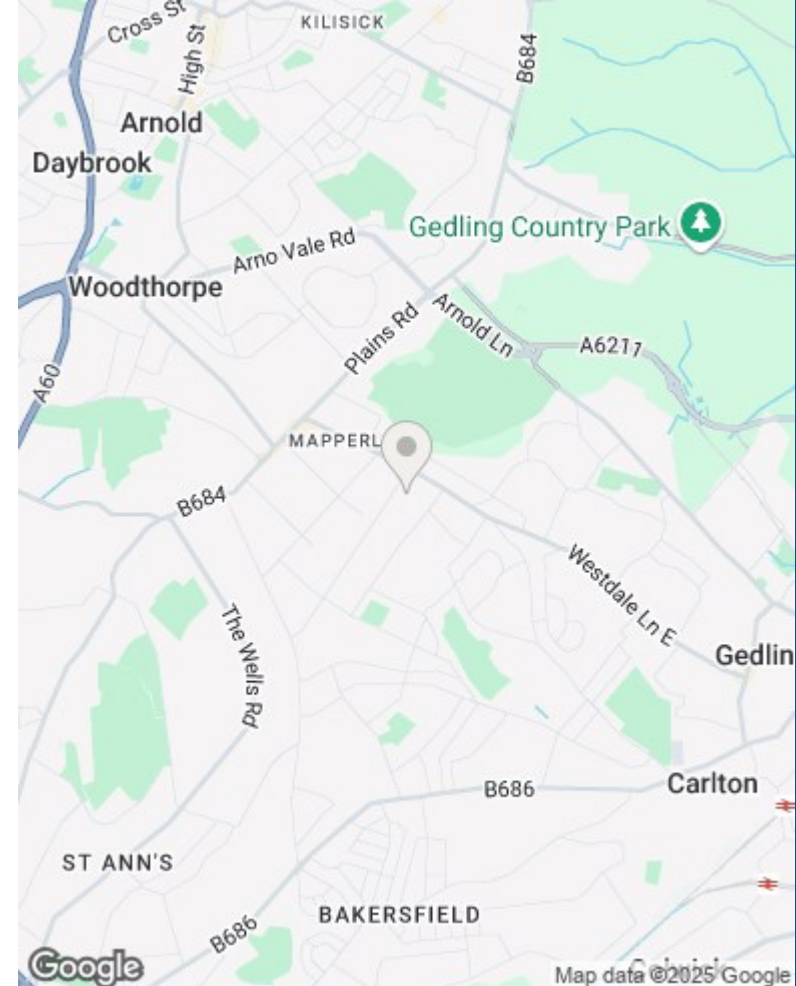 Cross St
KILISICK
High St
B684
Arnold
Daybrook
Gedling Country Park
Arno Vale Rd
Woodthorpe
Plains Rd
Arnold Ln
A6211
A60
MAPPERL
B684
Westdale Ln E
The Wells Rd
Gedlin
B686
Carlton
ST ANN'S
BAKERSFIELD
B686
Google
Map data ©2025 Google